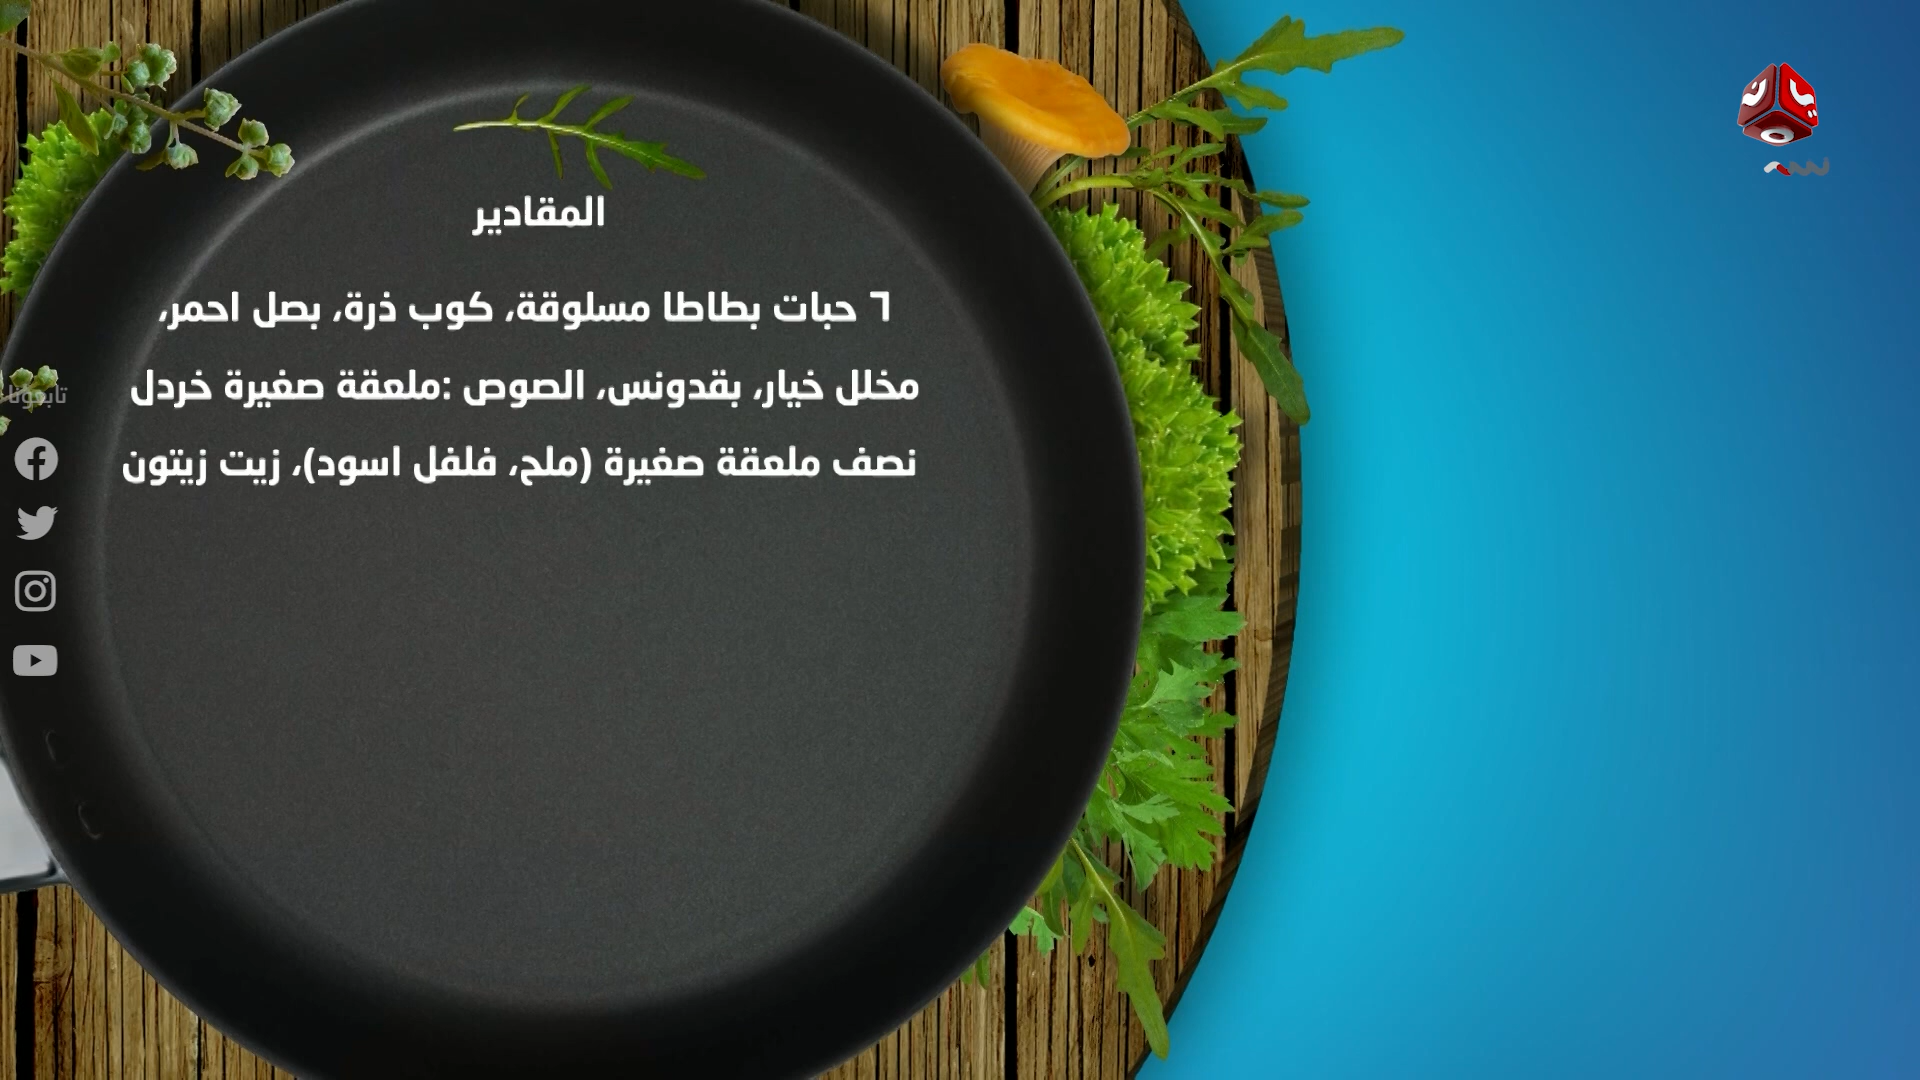 المقادير
٦ حبات بطاطا مسلوقة، كوب ذرة، بصل احمر،
مخلل خيار، بقدونس، الصوص :ملعقة صغيرة خردل
نصف ملعقة صغيرة (ملح، فلفل اسود)، زيت زيتون
تابعونا